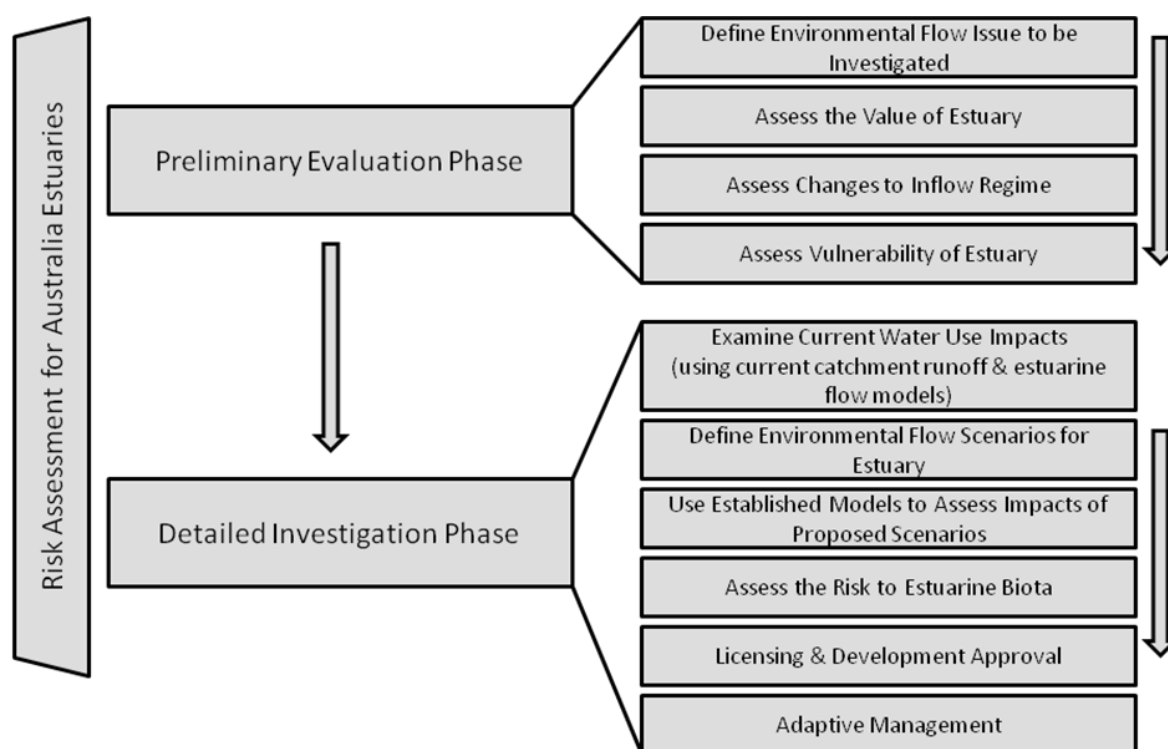 Risk Assessment for Australia Estuaries
Preliminary Evaluation Phase
Define Environmental Flow Issue to be
Investigated
Assess the Value of Estuary
Assess Changes to Inflow Regime
Assess Vulnerability of Estuary
Detailed Investigation Phase
Examine Current Water Use Impacts
(using current catchment runoff & estuarine
flow models)
Define Environmental Flow Scenarios for
Estuary
Use Established Models to Assess Impacts of
Proposed Scenarios
Assess the Risk to Estuarine Biota
Licensing & Development Approval
Adaptive Management